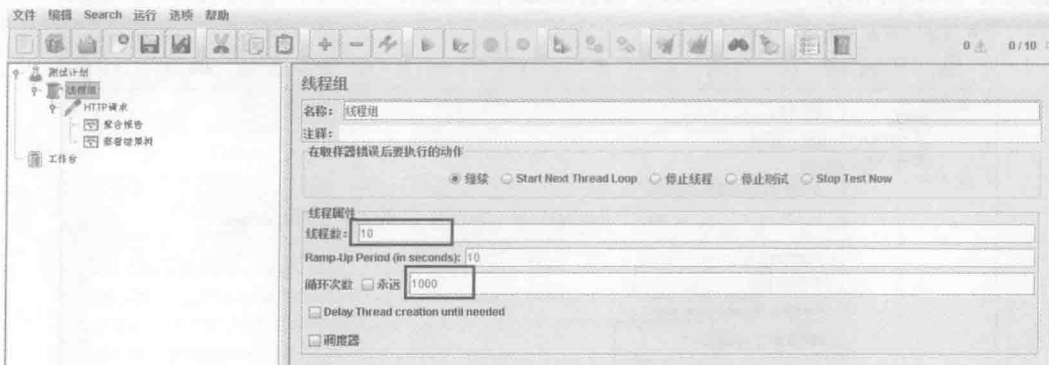 文件 编辑 Search 运行 选项 帮助
0 0 / 10
测试计划
线程组
HTTP请求
聚合报告
察看结果树
工作台
线程组
名称： 线程组
注释：
在取样器错误后要执行的动作
继续 Start Next Thread Loop 停止线程 停止测试 Stop Test Now
线程属性
线程数： 10
Ramp-Up Period (in seconds): 10
循环次数 永远 1000
Delay Thread creation until needed
调度器